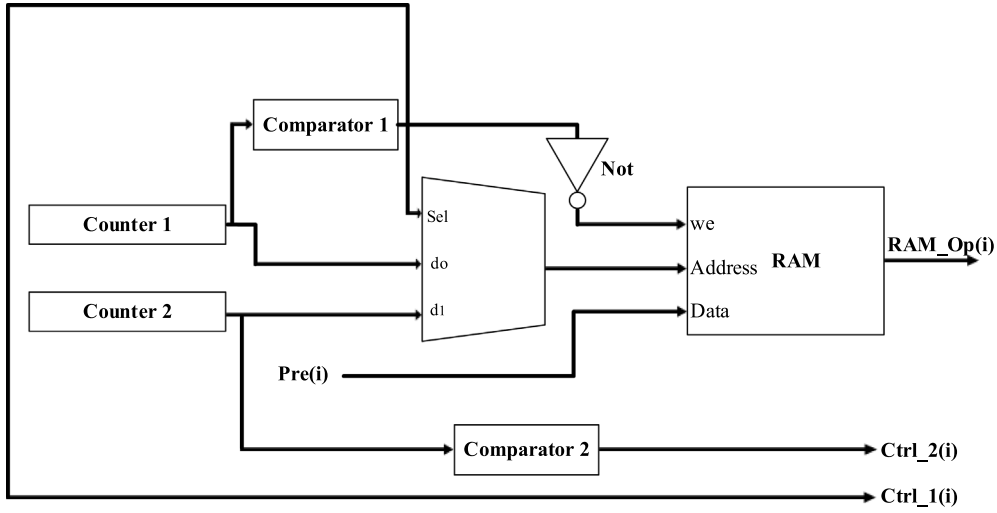 Comparator 1
Not
Counter 1
Sel
do
Counter 2
d1
we
Address
RAM
Data
RAM_Op(i)
Pre(i)
Comparator 2
Ctrl_2(i)
Ctrl_1(i)